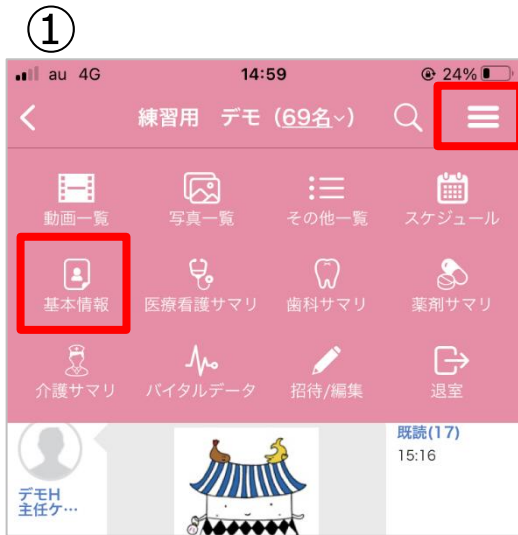 ①
au 4G 14:59 24%
練習用 デモ (69名)
動画一覧 写真一覧 その他一覧 スケジュール
基本情報 医療看護サマリ 歯科サマリ 薬剤サマリ
介護サマリ バイタルデータ 招待/編集 退室
既読(17)
15:16
デモH
主任ケ…